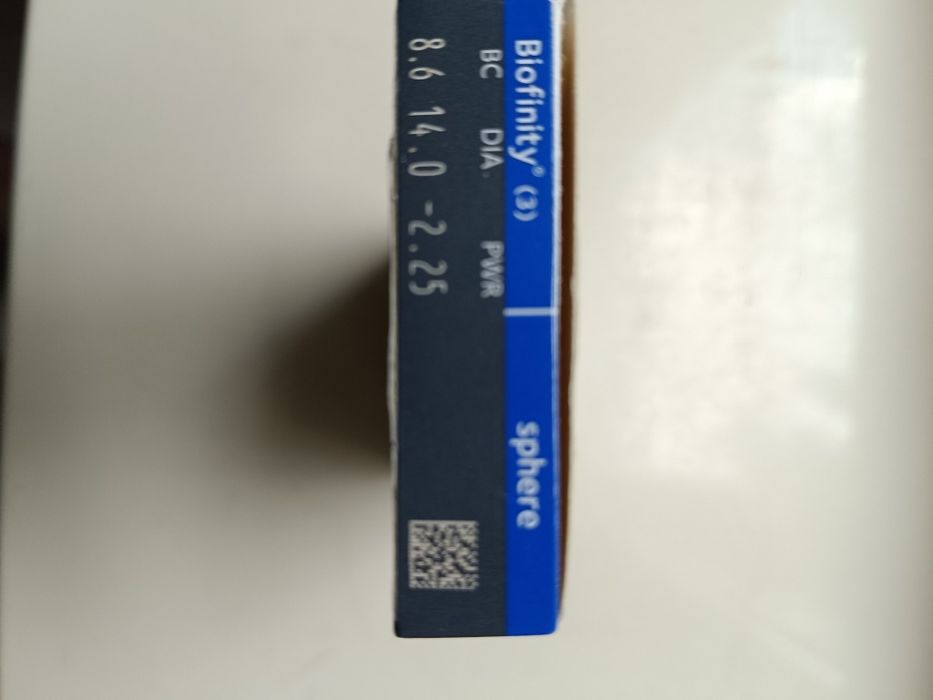 Biofinity® (3) sphere
BC DIA. PWR
8.6 14.0 -2.25